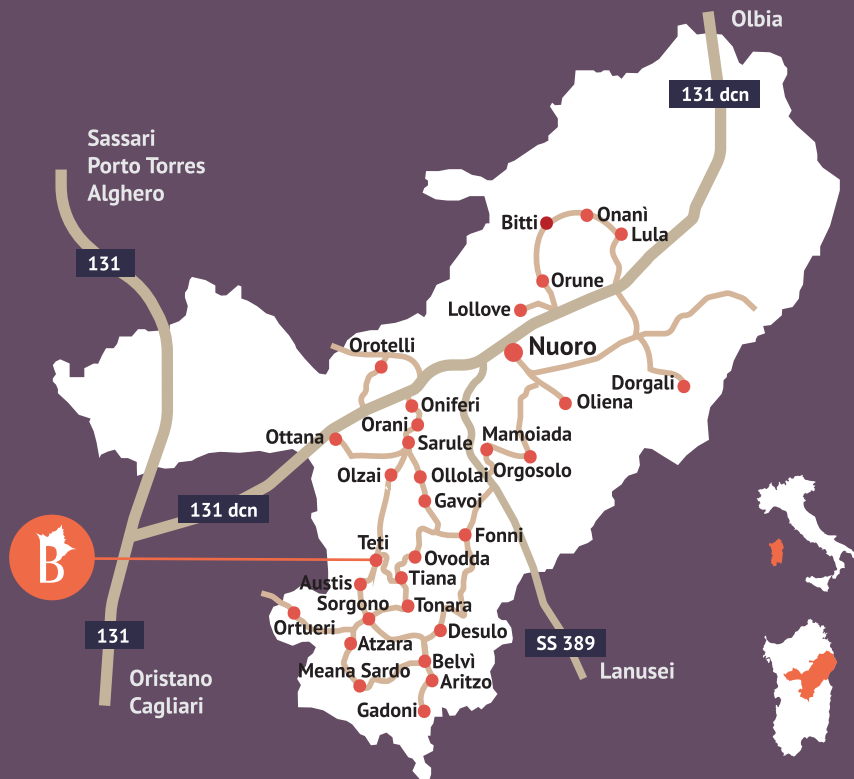 Olbia
131 dcn
Sassari
Porto Torres
Alghero
131
Bitti
Onanì
Lula
Orune
Lollove
Orotelli
Nuoro
Dorgali
Oliena
Oniferi
Orani
Ottana
Sarule
Mamoiada
Orgosolo
Olzai
Ollolai
Gavoi
131 dcn
Fonni
Teti
Ovodda
B
Tiana
Austis
Sorgono
Tonara
Ortueri
Desulo
131
Atzara
SS 389
Belvì
Meana Sardo
Lanusei
Oristano
Cagliari
Aritzo
Gadoni